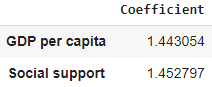 Coefficient
GDP per capita 1.443054
Social support 1.452797